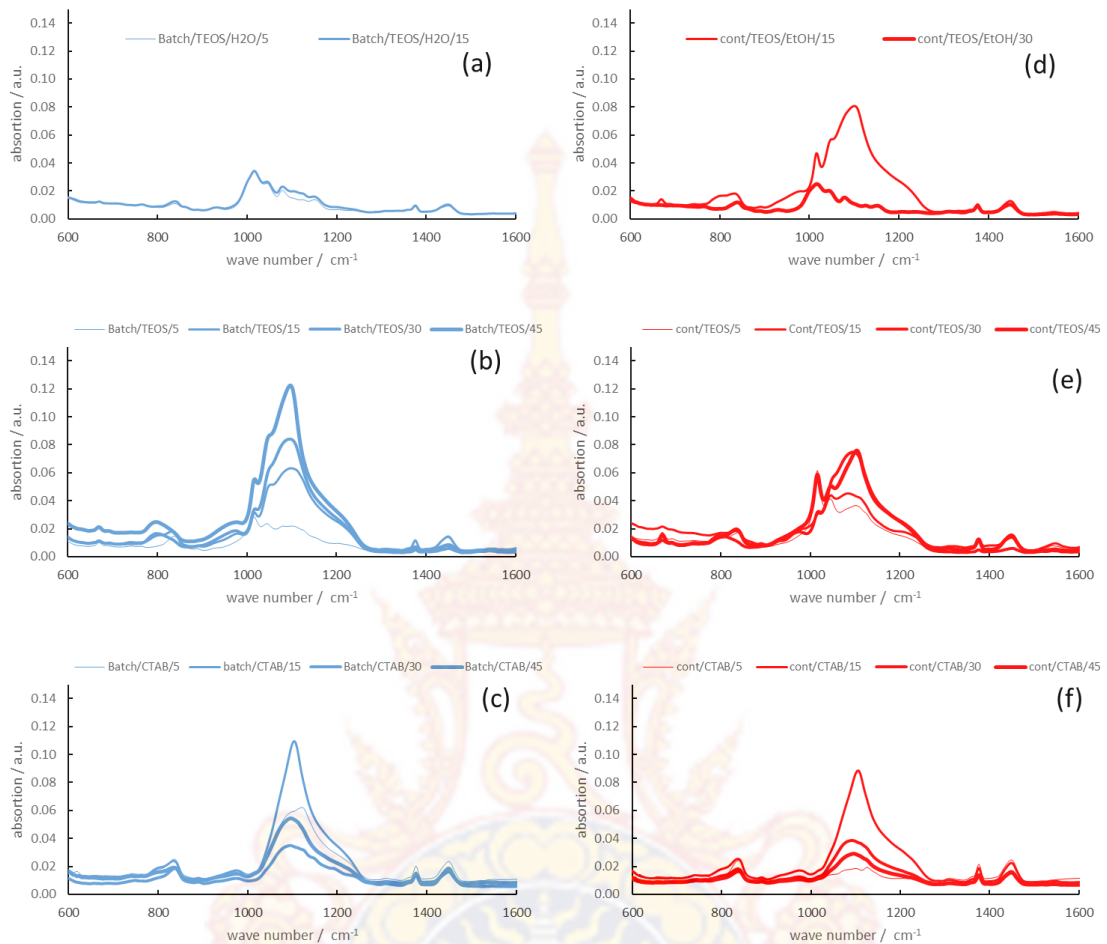 Batch/TEOS/H2O/5 Batch/TEOS/H2O/15
(a)
absortion / a.u.
0.14
0.12
0.10
0.08
0.06
0.04
0.02
0.00
600 800 1000 1200 1400 1600
wave number / cm-1
cont/TEOS/EtOH/15 cont/TEOS/EtOH/30
(d)
absortion / a.u.
0.14
0.12
0.10
0.08
0.06
0.04
0.02
0.00
600 800 1000 1200 1400 1600
wave number / cm-1
Batch/TEOS/5 Batch/TEOS/15 Batch/TEOS/30 Batch/TEOS/45
(b)
absortion / a.u.
0.14
0.12
0.10
0.08
0.06
0.04
0.02
0.00
600 800 1000 1200 1400 1600
wave number / cm-1
cont/TEOS/5 Cont/TEOS/15 cont/TEOS/30 cont/TEOS/45
(e)
absortion / a.u.
0.14
0.12
0.10
0.08
0.06
0.04
0.02
0.00
600 800 1000 1200 1400 1600
wave number / cm-1
Batch/CTAB/5 batch/CTAB/15 Batch/CTAB/30 Batch/CTAB/45
(c)
absortion / a.u.
0.14
0.12
0.10
0.08
0.06
0.04
0.02
0.00
600 800 1000 1200 1400 1600
wave number / cm-1
cont/CTAB/5 cont/CTAB/15 cont/CTAB/30 cont/CTAB/45
(f)
absortion / a.u.
0.14
0.12
0.10
0.08
0.06
0.04
0.02
0.00
600 800 1000 1200 1400 1600
wave number / cm-1